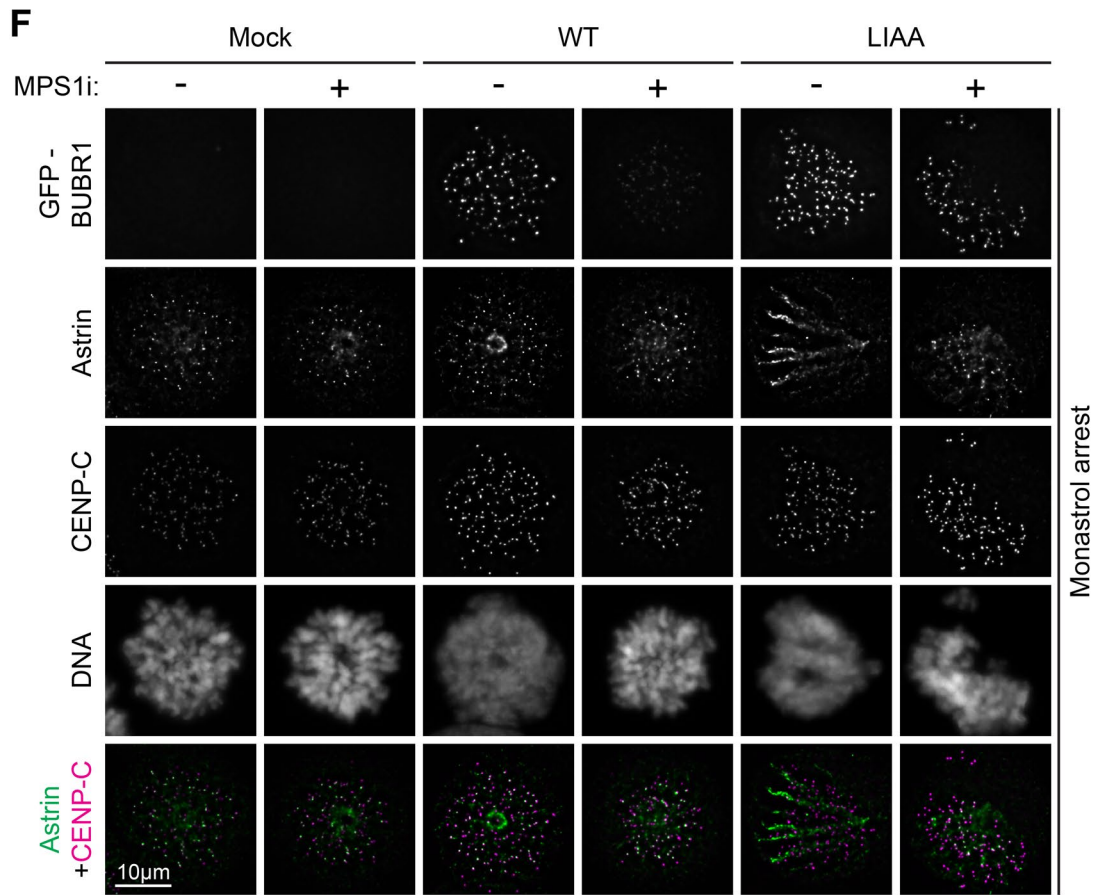 F
Mock WT LIAA
MPS1i: - + - + - +
GFP -
BUBR1
Astrin
CENP-C
DNA
Astrin
+CENP-C
10µm
Monastrol arrest